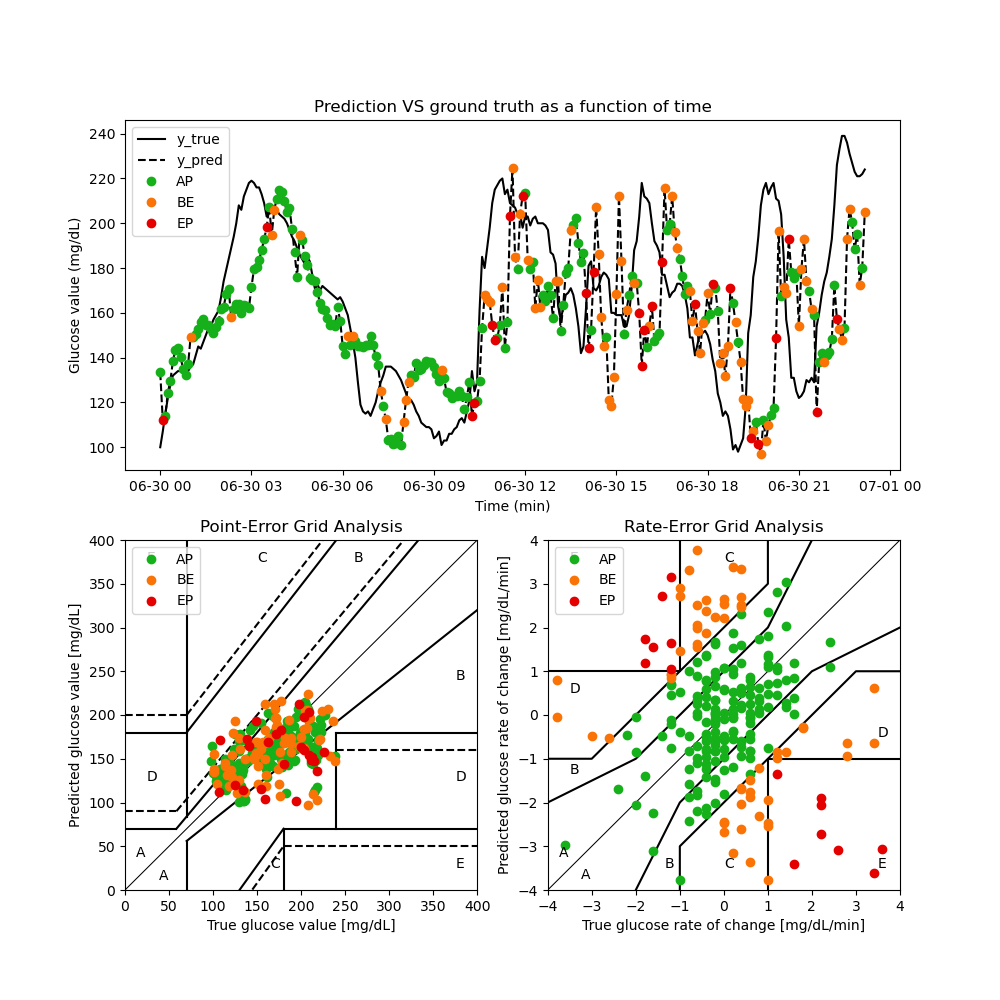 Prediction VS ground truth as a function of time
Glucose value (mg/dL)
240
220
200
180
160
140
120
100
y_true
y_pred
AP
BE
EP
06-30 00
06-30 03
06-30 06
06-30 09
06-30 12
06-30 15
06-30 18
06-30 21
07-01 00
Time (min)
Point-Error Grid Analysis
Predicted glucose value [mg/dL]
400
350
300
250
200
150
100
50
0
AP
BE
EP
C
B
B
D
D
A
A
C
E
0
50
100
150
200
250
300
350
400
True glucose value [mg/dL]
Rate-Error Grid Analysis
Predicted glucose rate of change [mg/dL/min]
4
3
2
1
0
−1
−2
−3
−4
AP
BE
EP
C
D
D
B
A
A
B
C
E
−4
−3
−2
−1
0
1
2
3
4
True glucose rate of change [mg/dL/min]